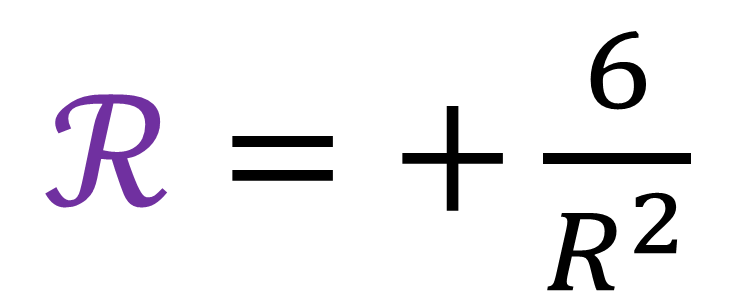 ℛ = + 6/R²